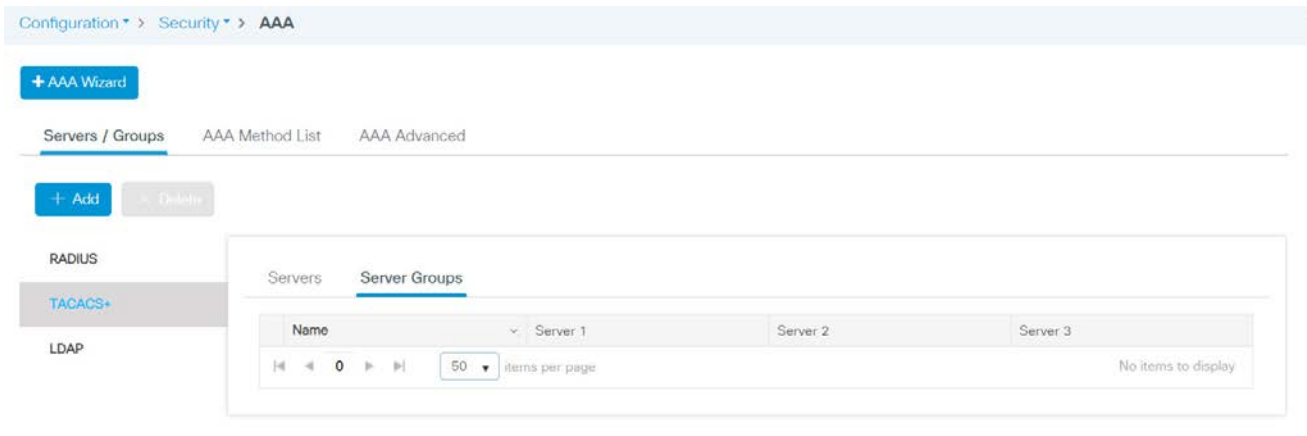 Configuration > Security > AAA
+ AAA Wizard
Servers / Groups AAA Method List AAA Advanced
+ Add × Delete
RADIUS
TACACS+
LDAP
Servers Server Groups
Name Server 1 Server 2 Server 3
0 50 items per page No items to display